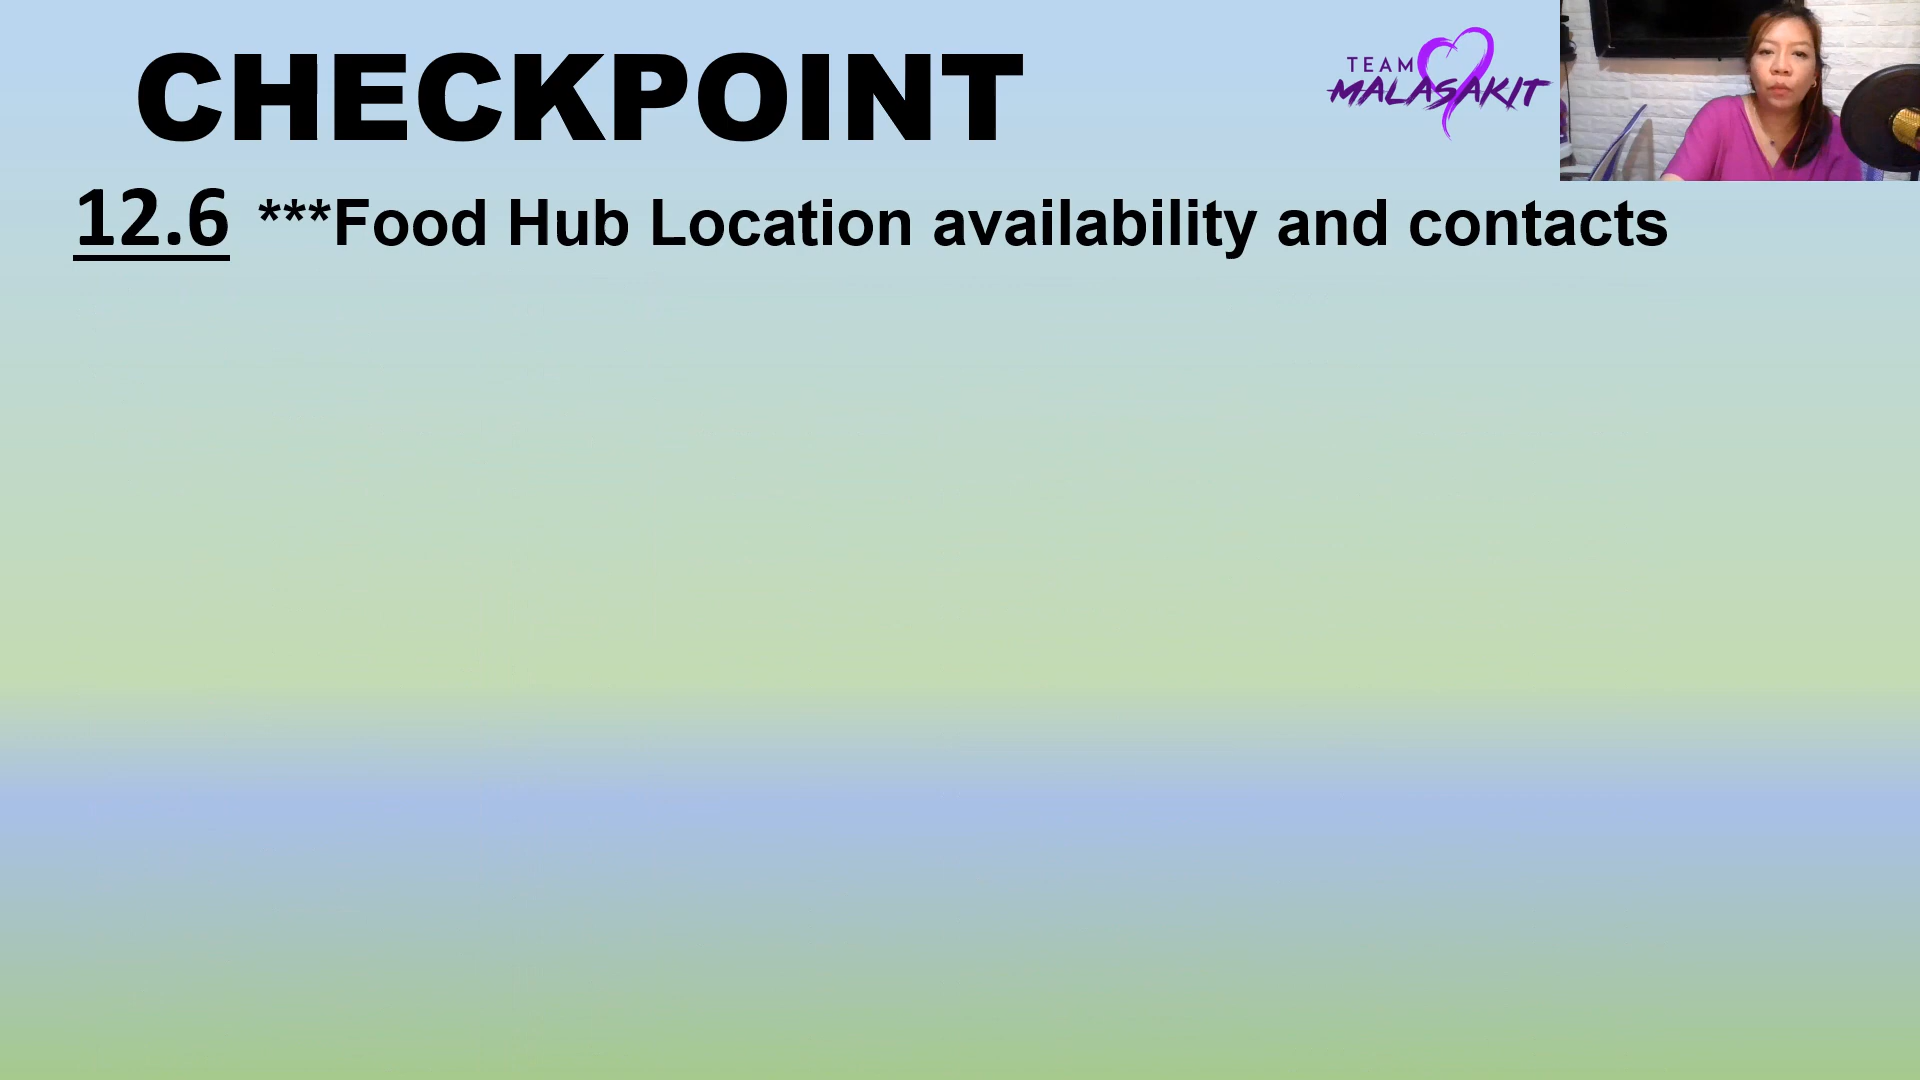 CHECKPOINT
TEAM
MALASAKIT
12.6 ***Food Hub Location availability and contacts